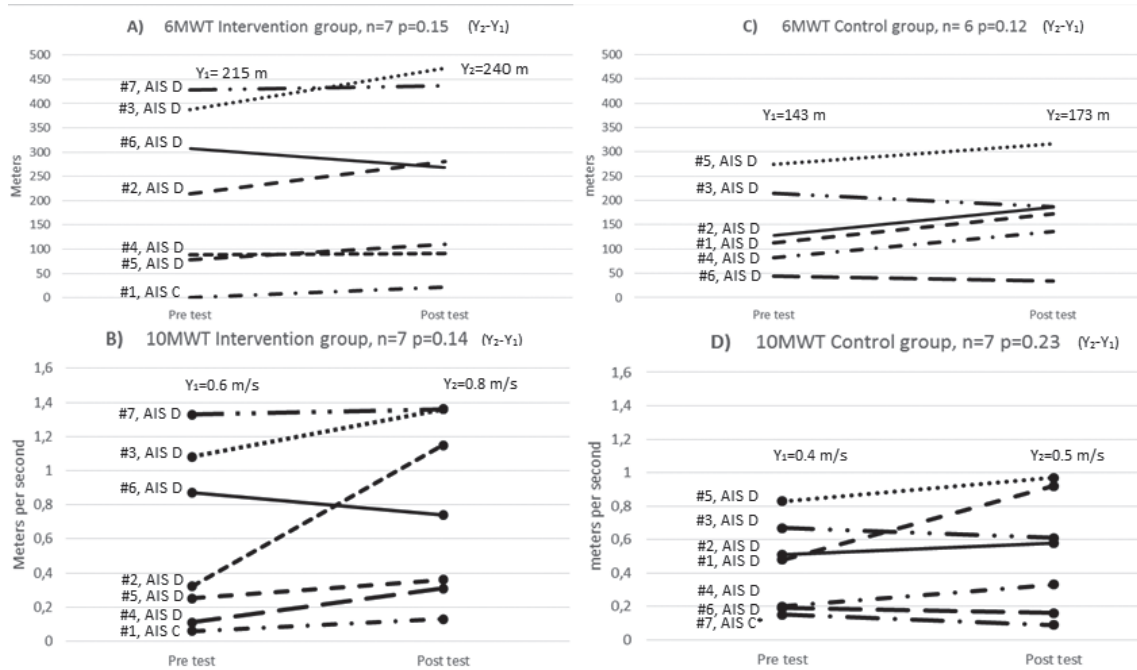 A) 6MWT Intervention group, n=7 p=0.15 (Y₂-Y₁)
500
450
400
350
300
250
200
150
100
50
0
Meters
Y₁= 215 m
Y₂=240 m
#7, AIS D
#3, AIS D
#6, AIS D
#2, AIS D
#4, AIS D
#5, AIS D
#1, AIS C
Pre test
Post test
C) 6MWT Control group, n= 6 p=0.12 (Y₂-Y₁)
500
450
400
350
300
250
200
150
100
50
0
meters
Y₁=143 m
Y₂=173 m
#5, AIS D
#3, AIS D
#2, AIS D
#1, AIS D
#4, AIS D
#6, AIS D
Pre test
Post test
B) 10MWT Intervention group, n=7 p=0.14 (Y₂-Y₁)
1,6
1,4
1,2
1
0,8
0,6
0,4
0,2
0
Meters per second
Y₁=0.6 m/s
Y₂=0.8 m/s
#7, AIS D
#3, AIS D
#6, AIS D
#2, AIS D
#5, AIS D
#4, AIS D
#1, AIS C
Pre test
Post test
D) 10MWT Control group, n=7 p=0.23 (Y₂-Y₁)
1,6
1,4
1,2
1
0,8
0,6
0,4
0,2
0
meters per second
Y₁=0.4 m/s
Y₂=0.5 m/s
#5, AIS D
#3, AIS D
#2, AIS D
#1, AIS D
#4, AIS D
#6, AIS D
#7, AIS C
Pre test
Post test